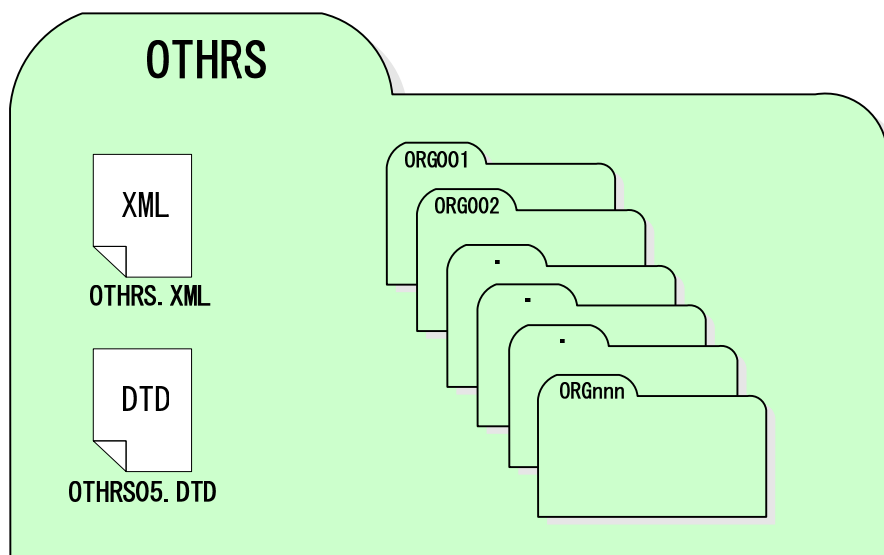 OTHRS
XML
OTHRS.XML
DTD
OTHRS05.DTD
ORG001
ORG002
.
.
.
ORGnnn